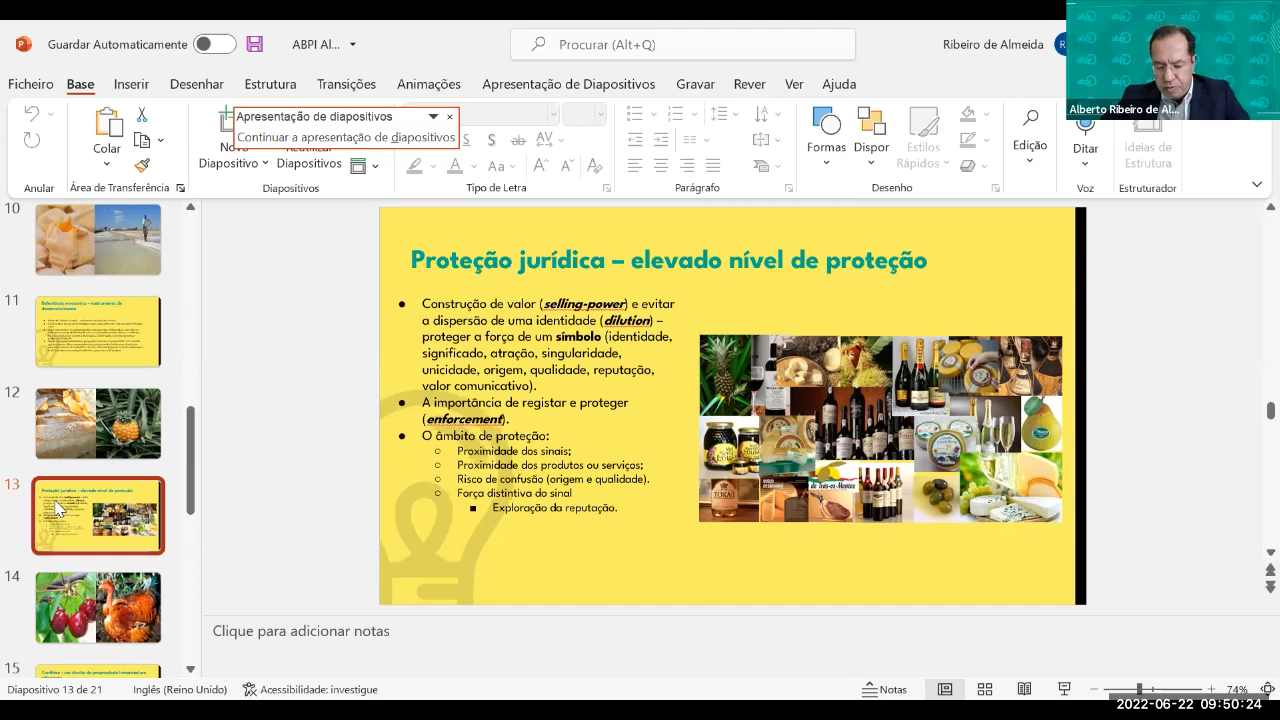 Guardar Automaticamente
ABPI Al...
Procurar (Alt+Q)
Ribeiro de Almeida
Alberto Ribeiro de Al...
Ficheiro Base Inserir Desenhar Estrutura Transições Animações Apresentação de Diapositivos Gravar Rever Ver Ajuda
Apresentação de diapositivos
Continuar a apresentação de diapositivos
Colar
Diapositivo
Diapositivos
Formas
Dispor
Estilos
Rápidos
Edição
Ditar
Ideias de
Estrutura
Anular
Área de Transferência
Diapositivos
Tipo de Letra
Parágrafo
Desenho
Voz
Estruturador
10
11
12
13
14
15
Proteção jurídica – elevado nível de proteção
● Construção de valor (selling-power) e evitar
a dispersão de uma identidade (dilution) –
proteger a força de um símbolo (identidade,
significado, atração, singularidade,
unicidade, origem, qualidade, reputação,
valor comunicativo).
● A importância de registar e proteger
(enforcement).
● O âmbito de proteção:
○ Proximidade dos sinais;
○ Proximidade dos produtos ou serviços;
○ Risco de confusão (origem e qualidade).
○ Força distintiva do sinal
■ Exploração da reputação.
TOKAJI
de Trás-os-Montes
Clique para adicionar notas
Diapositivo 13 de 21
Inglês (Reino Unido)
Acessibilidade: investigue
Notas
74%
2022-06-22 09:50:24